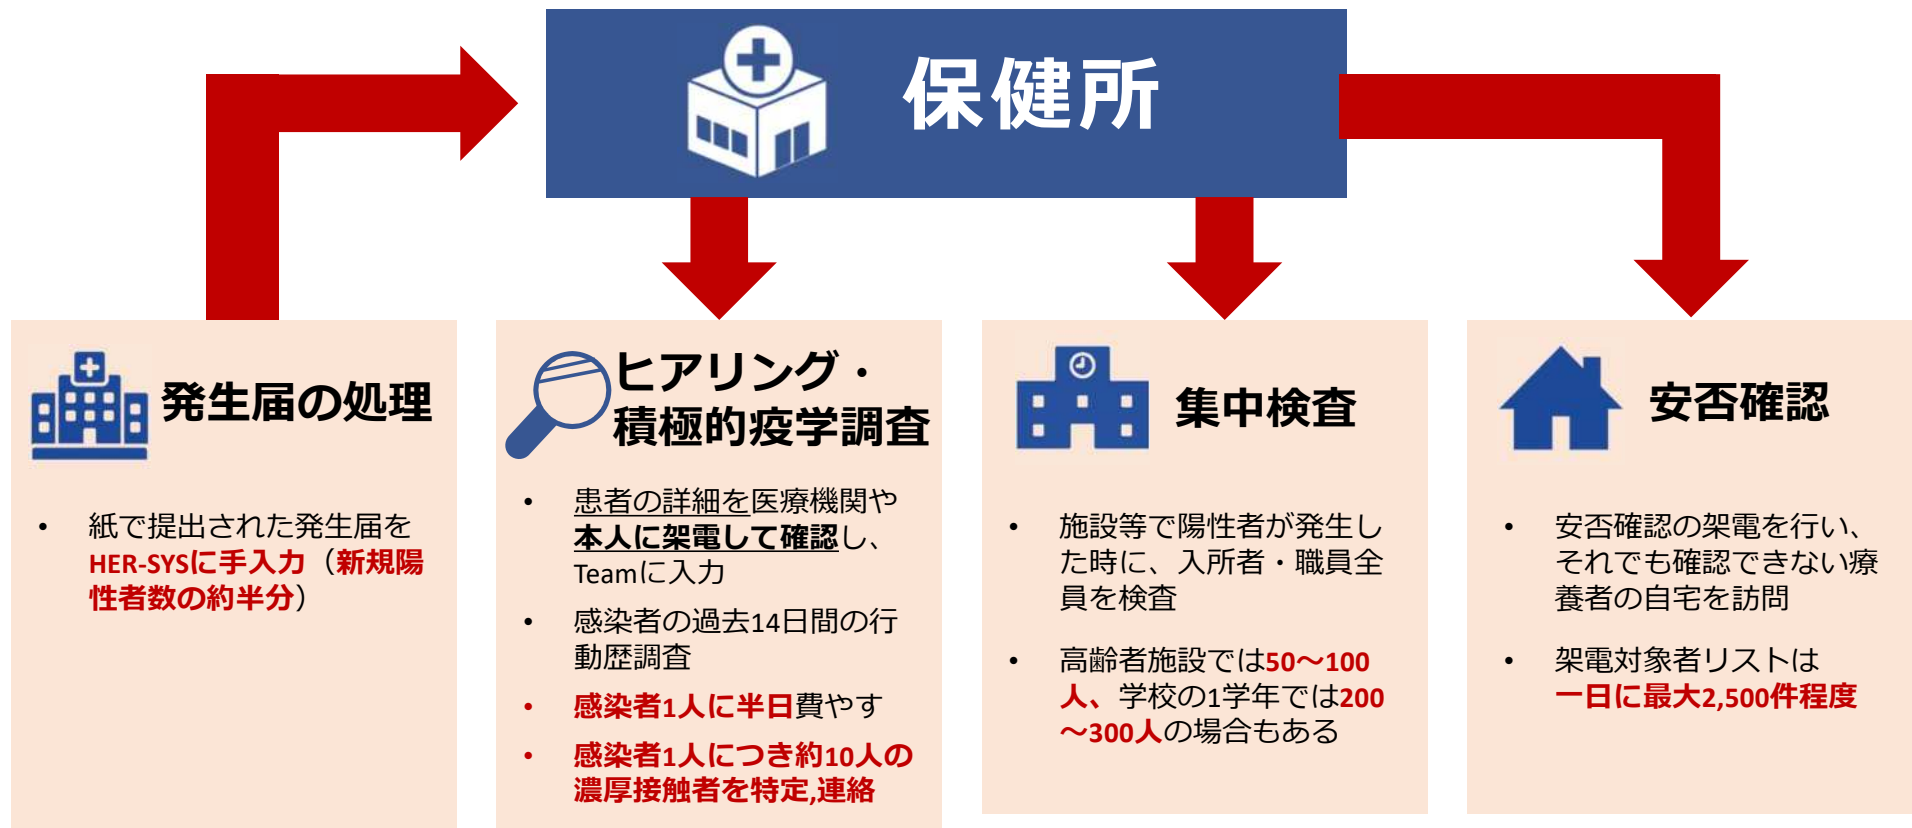 保健所
発生届の処理
• 紙で提出された発生届を
HER-SYSに手入力（新規陽
性者数の約半分）
ヒアリング・
積極的疫学調査
• 患者の詳細を医療機関や
本人に架電して確認し、
Teamに入力
• 感染者の過去14日間の行
動歴調査
• 感染者1人に半日費やす
• 感染者1人につき約10人の
濃厚接触者を特定,連絡
集中検査
• 施設等で陽性者が発生し
た時に、入所者・職員全
員を検査
• 高齢者施設では50～100
人、学校の1学年では200
～300人の場合もある
安否確認
• 安否確認の架電を行い、
それでも確認できない療
養者の自宅を訪問
• 架電対象者リストは
一日に最大2,500件程度